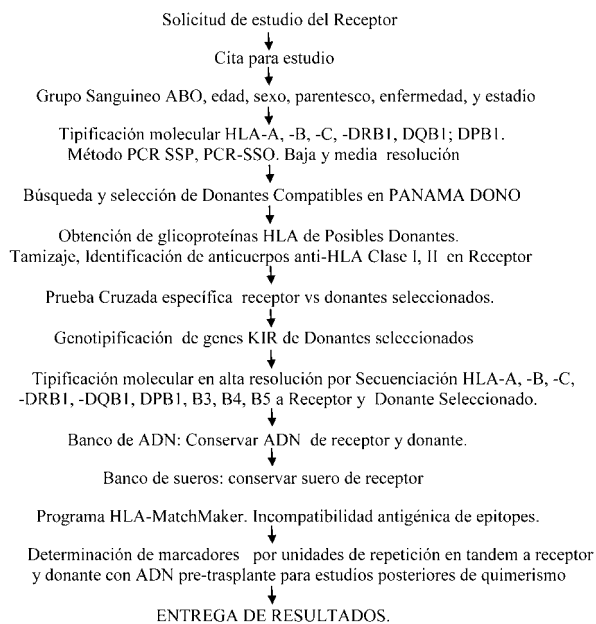 Solicitud de estudio del Receptor
Cita para estudio
Grupo Sanguineo ABO, edad, sexo, parentesco, enfermedad, y estadio
Tipificación molecular HLA-A, -B, -C, -DRB1, DQB1; DPB1.
Método PCR SSP, PCR-SSO. Baja y media resolución
Búsqueda y selección de Donantes Compatibles en PANAMA DONO
Obtención de glicoproteínas HLA de Posibles Donantes.
Tamizaje, Identificación de anticuerpos anti-HLA Clase I, II en Receptor
Prueba Cruzada específica receptor vs donantes seleccionados.
Genotipificación de genes KIR de Donantes seleccionados
Tipificación molecular en alta resolución por Secuenciación HLA-A, -B, -C,
-DRB1, -DQB1, DPB1, B3, B4, B5 a Receptor y Donante Seleccionado.
Banco de ADN: Conservar ADN de receptor y donante.
Banco de sueros: conservar suero de receptor
Programa HLA-MatchMaker. Incompatibilidad antigénica de epitopes.
Determinación de marcadores por unidades de repetición en tandem a receptor
y donante con ADN pre-trasplante para estudios posteriores de quimerismo
ENTREGA DE RESULTADOS.